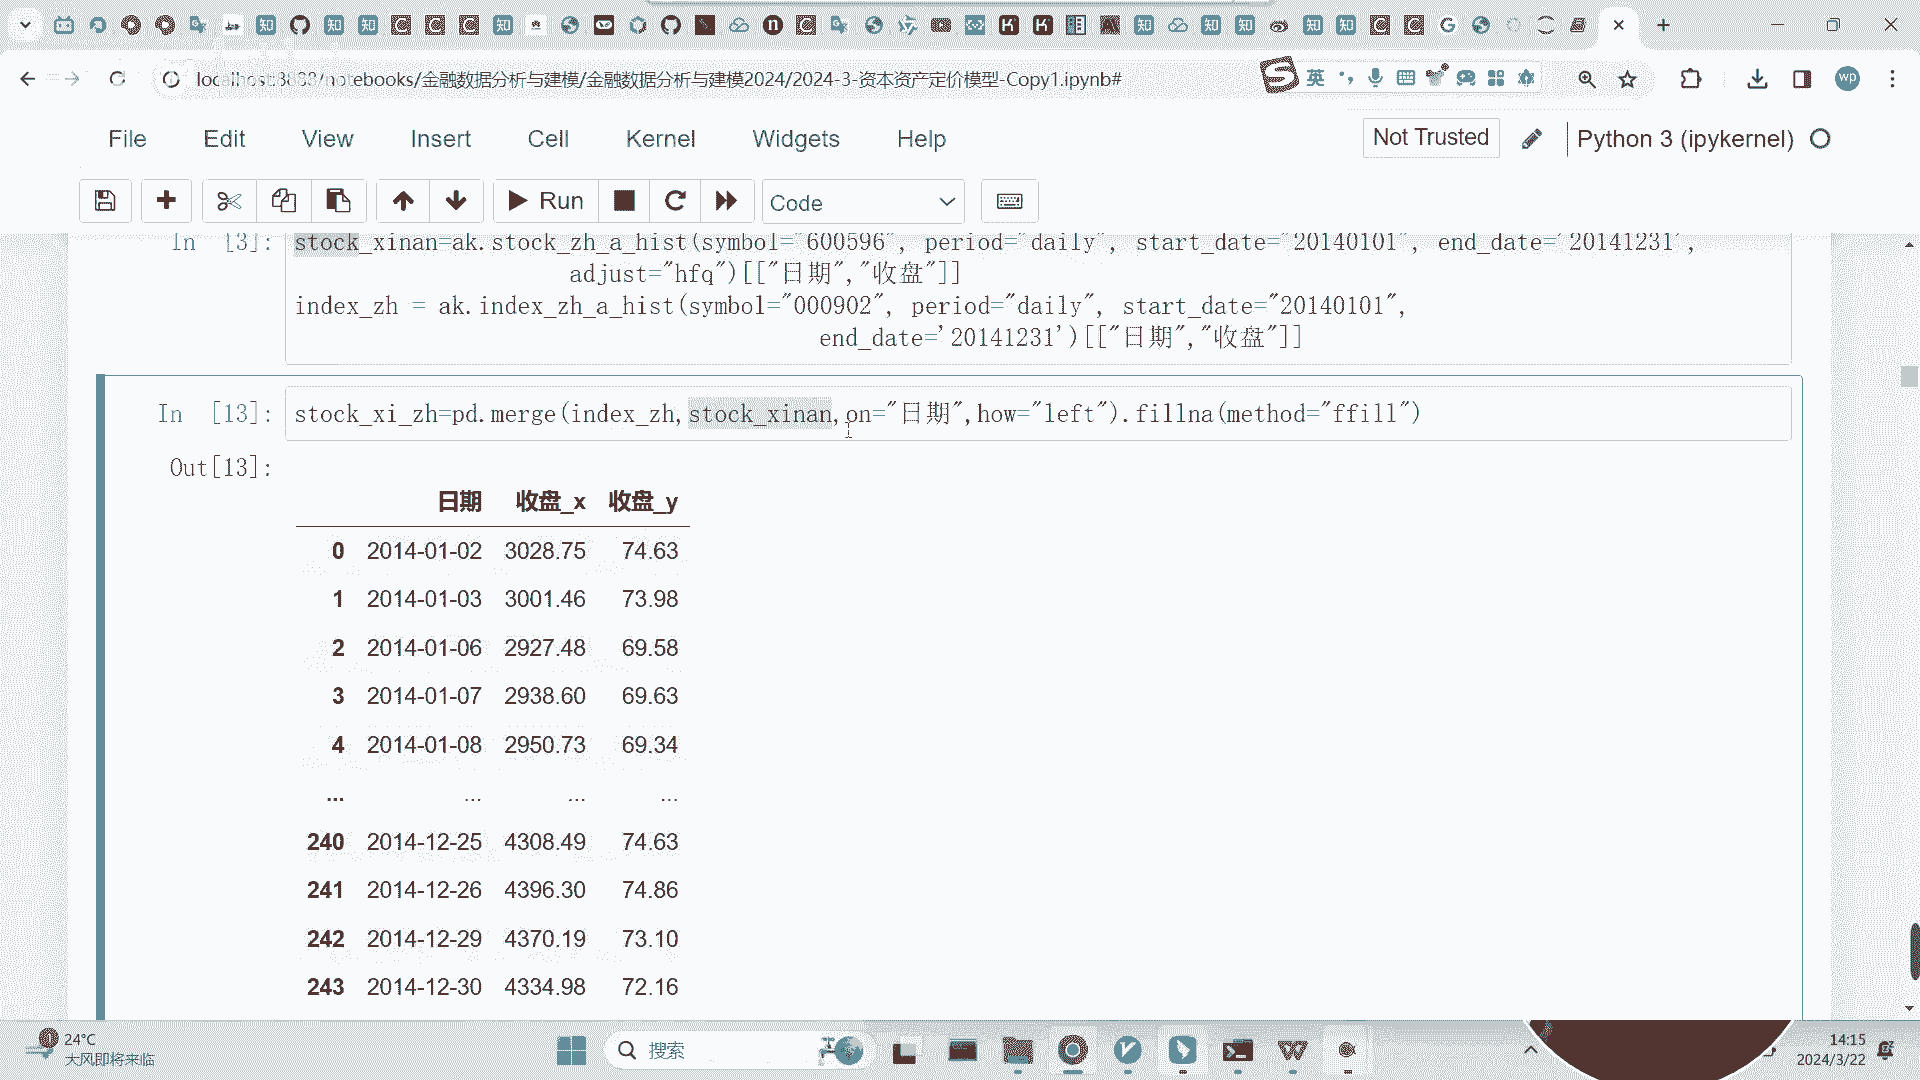 localhost:8888/notebooks/金融数据分析与建模/金融数据分析与建模2024/2024-3-资本资产定价模型-Copy1.ipynb#
英
wp
File Edit View Insert Cell Kernel Widgets Help
Not Trusted
Python 3 (ipykernel)
Run
Code
In [3]: stock_xinan=ak.stock_zh_a_hist(symbol="600596", period="daily", start_date="20140101", end_date='20141231',
adjust="hfq")[["日期","收盘"]]
index_zh = ak.index_zh_a_hist(symbol="000902", period="daily", start_date="20140101",
end_date='20141231')[["日期","收盘"]]
In [13]: stock_xi_zh=pd.merge(index_zh,stock_xinan,on="日期",how="left").fillna(method="ffill")
Out[13]:
日期 收盘_x 收盘_y
0 2014-01-02 3028.75 74.63
1 2014-01-03 3001.46 73.98
2 2014-01-06 2927.48 69.58
3 2014-01-07 2938.60 69.63
4 2014-01-08 2950.73 69.34
... ... ... ...
240 2014-12-25 4308.49 74.63
241 2014-12-26 4396.30 74.86
242 2014-12-29 4370.19 73.10
243 2014-12-30 4334.98 72.16
24°C
大风即将来临
搜索
14:15
2024/3/22